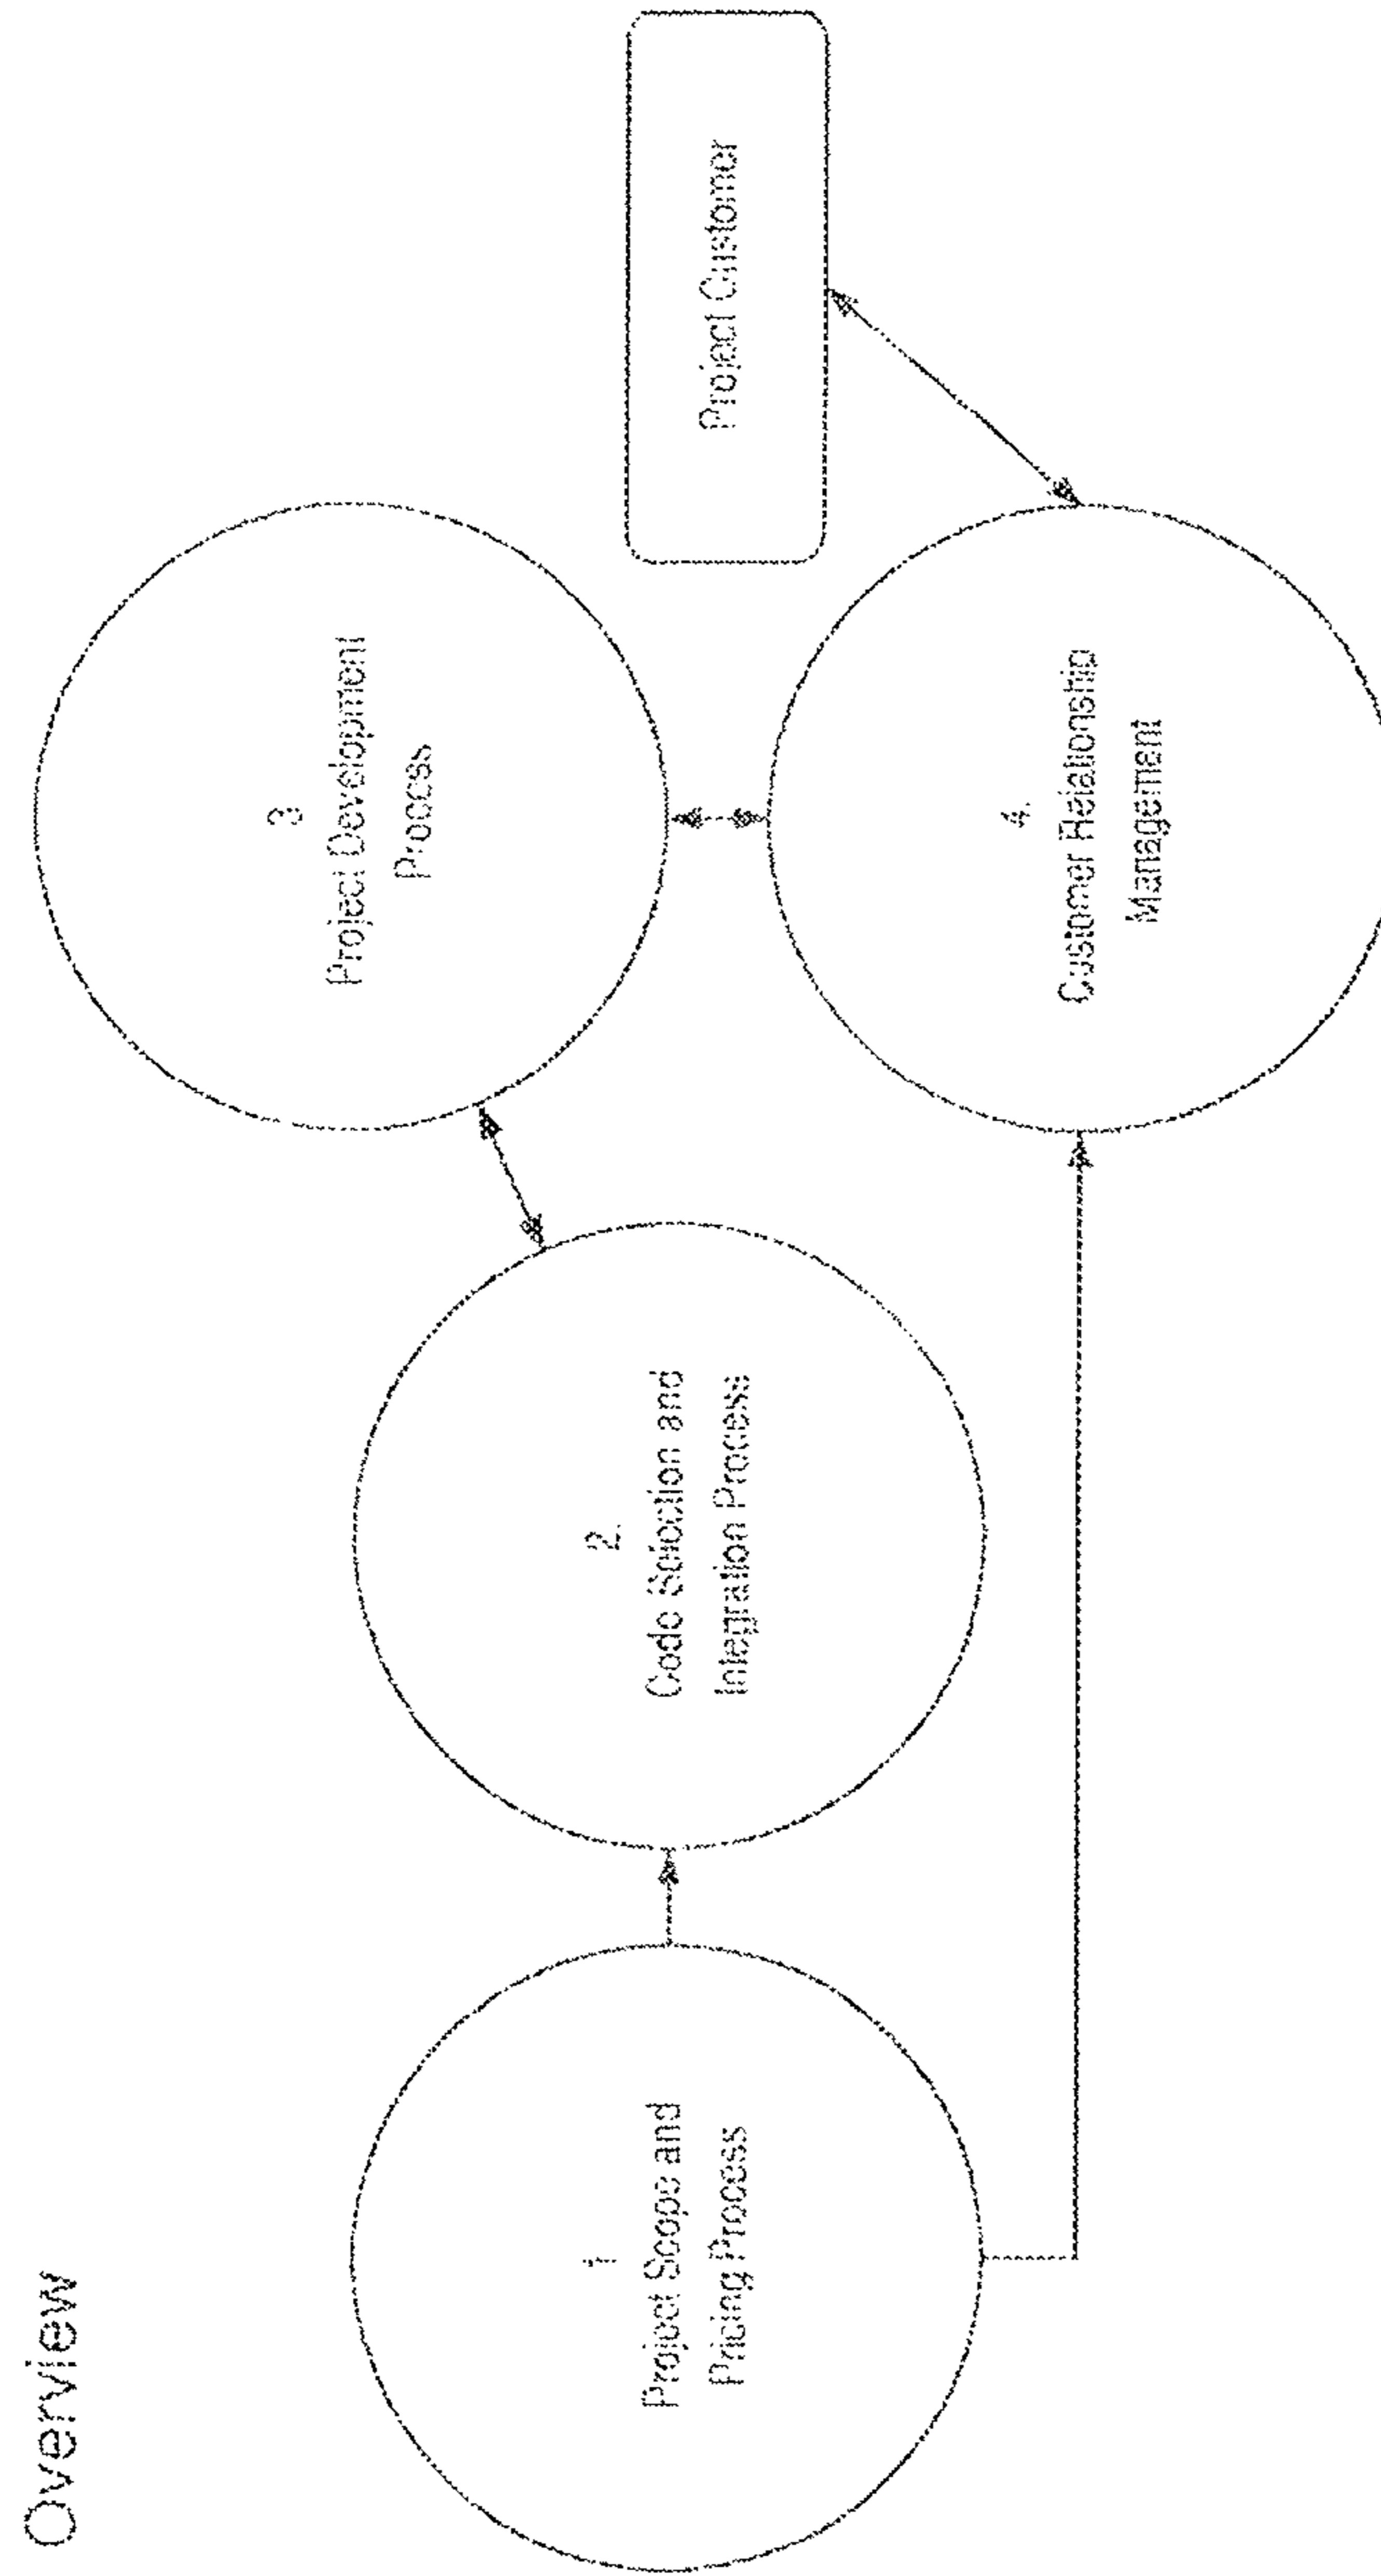 Overview
1
Project Scope and
Pricing Process
2.
Code Selection and
Integration Process
3
Project Development
Process
4.
Customer Relationship
Management
Project Customer